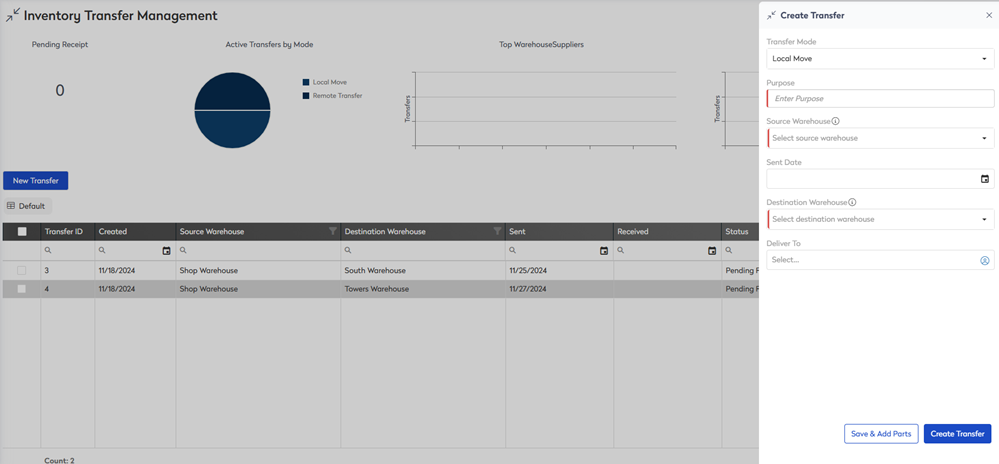 Inventory Transfer Management
Pending Receipt
0
Active Transfers by Mode
Local Move
Remote Transfer
Top WarehouseSuppliers
Transfers
Transfers
New Transfer
Default
Transfer ID Created Source Warehouse Destination Warehouse Sent Received Status
3 11/18/2024 Shop Warehouse South Warehouse 11/25/2024 Pending
4 11/18/2024 Shop Warehouse Towers Warehouse 11/27/2024 Pending
Count: 2
Create Transfer
Transfer Mode
Local Move
Purpose
Enter Purpose
Source Warehouse
Select source warehouse
Sent Date
Destination Warehouse
Select destination warehouse
Deliver To
Select...
Save & Add Parts
Create Transfer